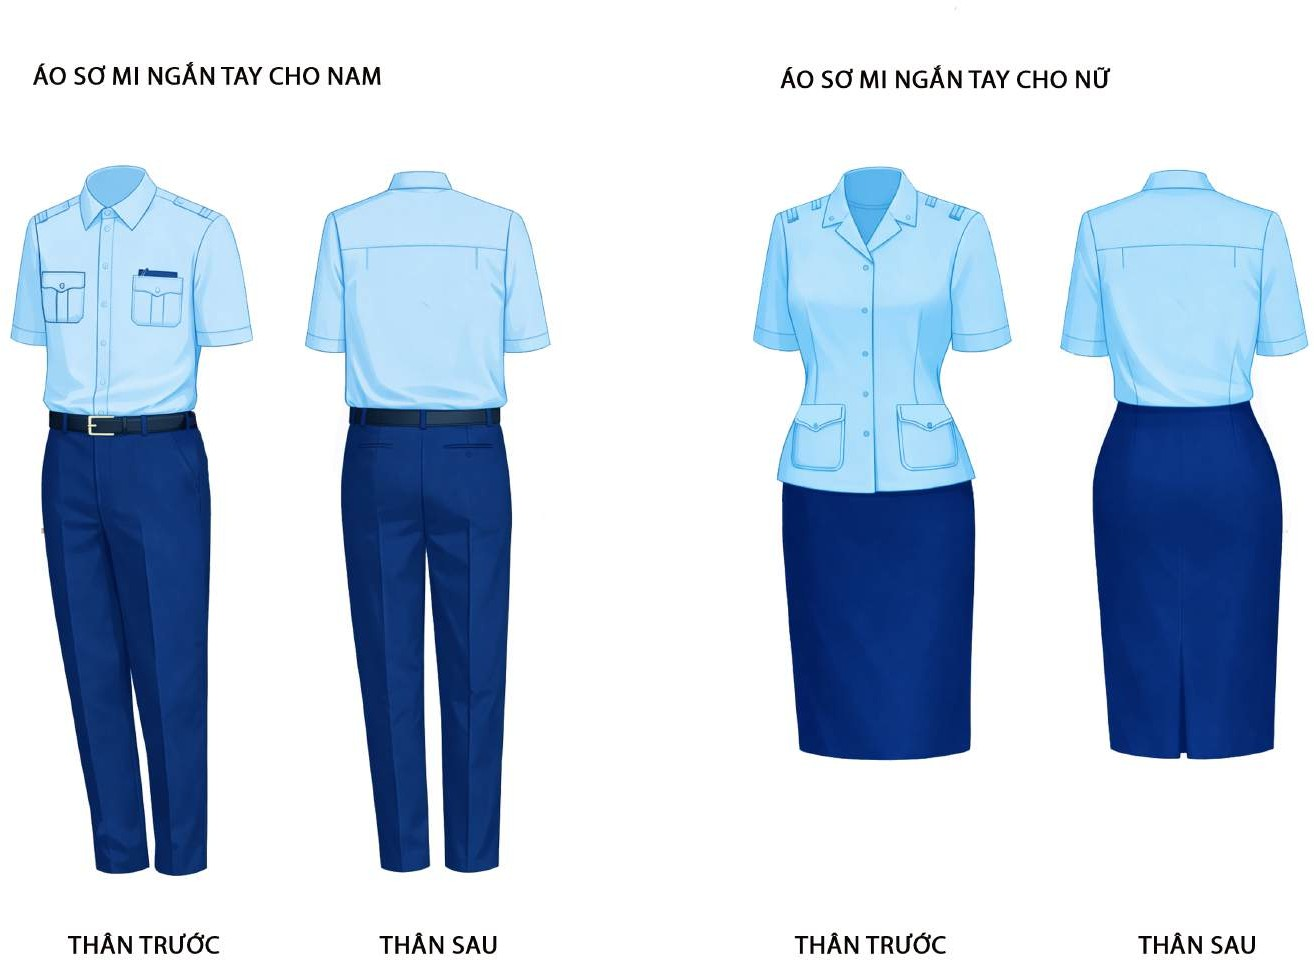 ÁO SƠ MI NGẮN TAY CHO NAM
ÁO SƠ MI NGẮN TAY CHO NỮ
THÂN TRƯỚC
THÂN SAU
THÂN TRƯỚC
THÂN SAU